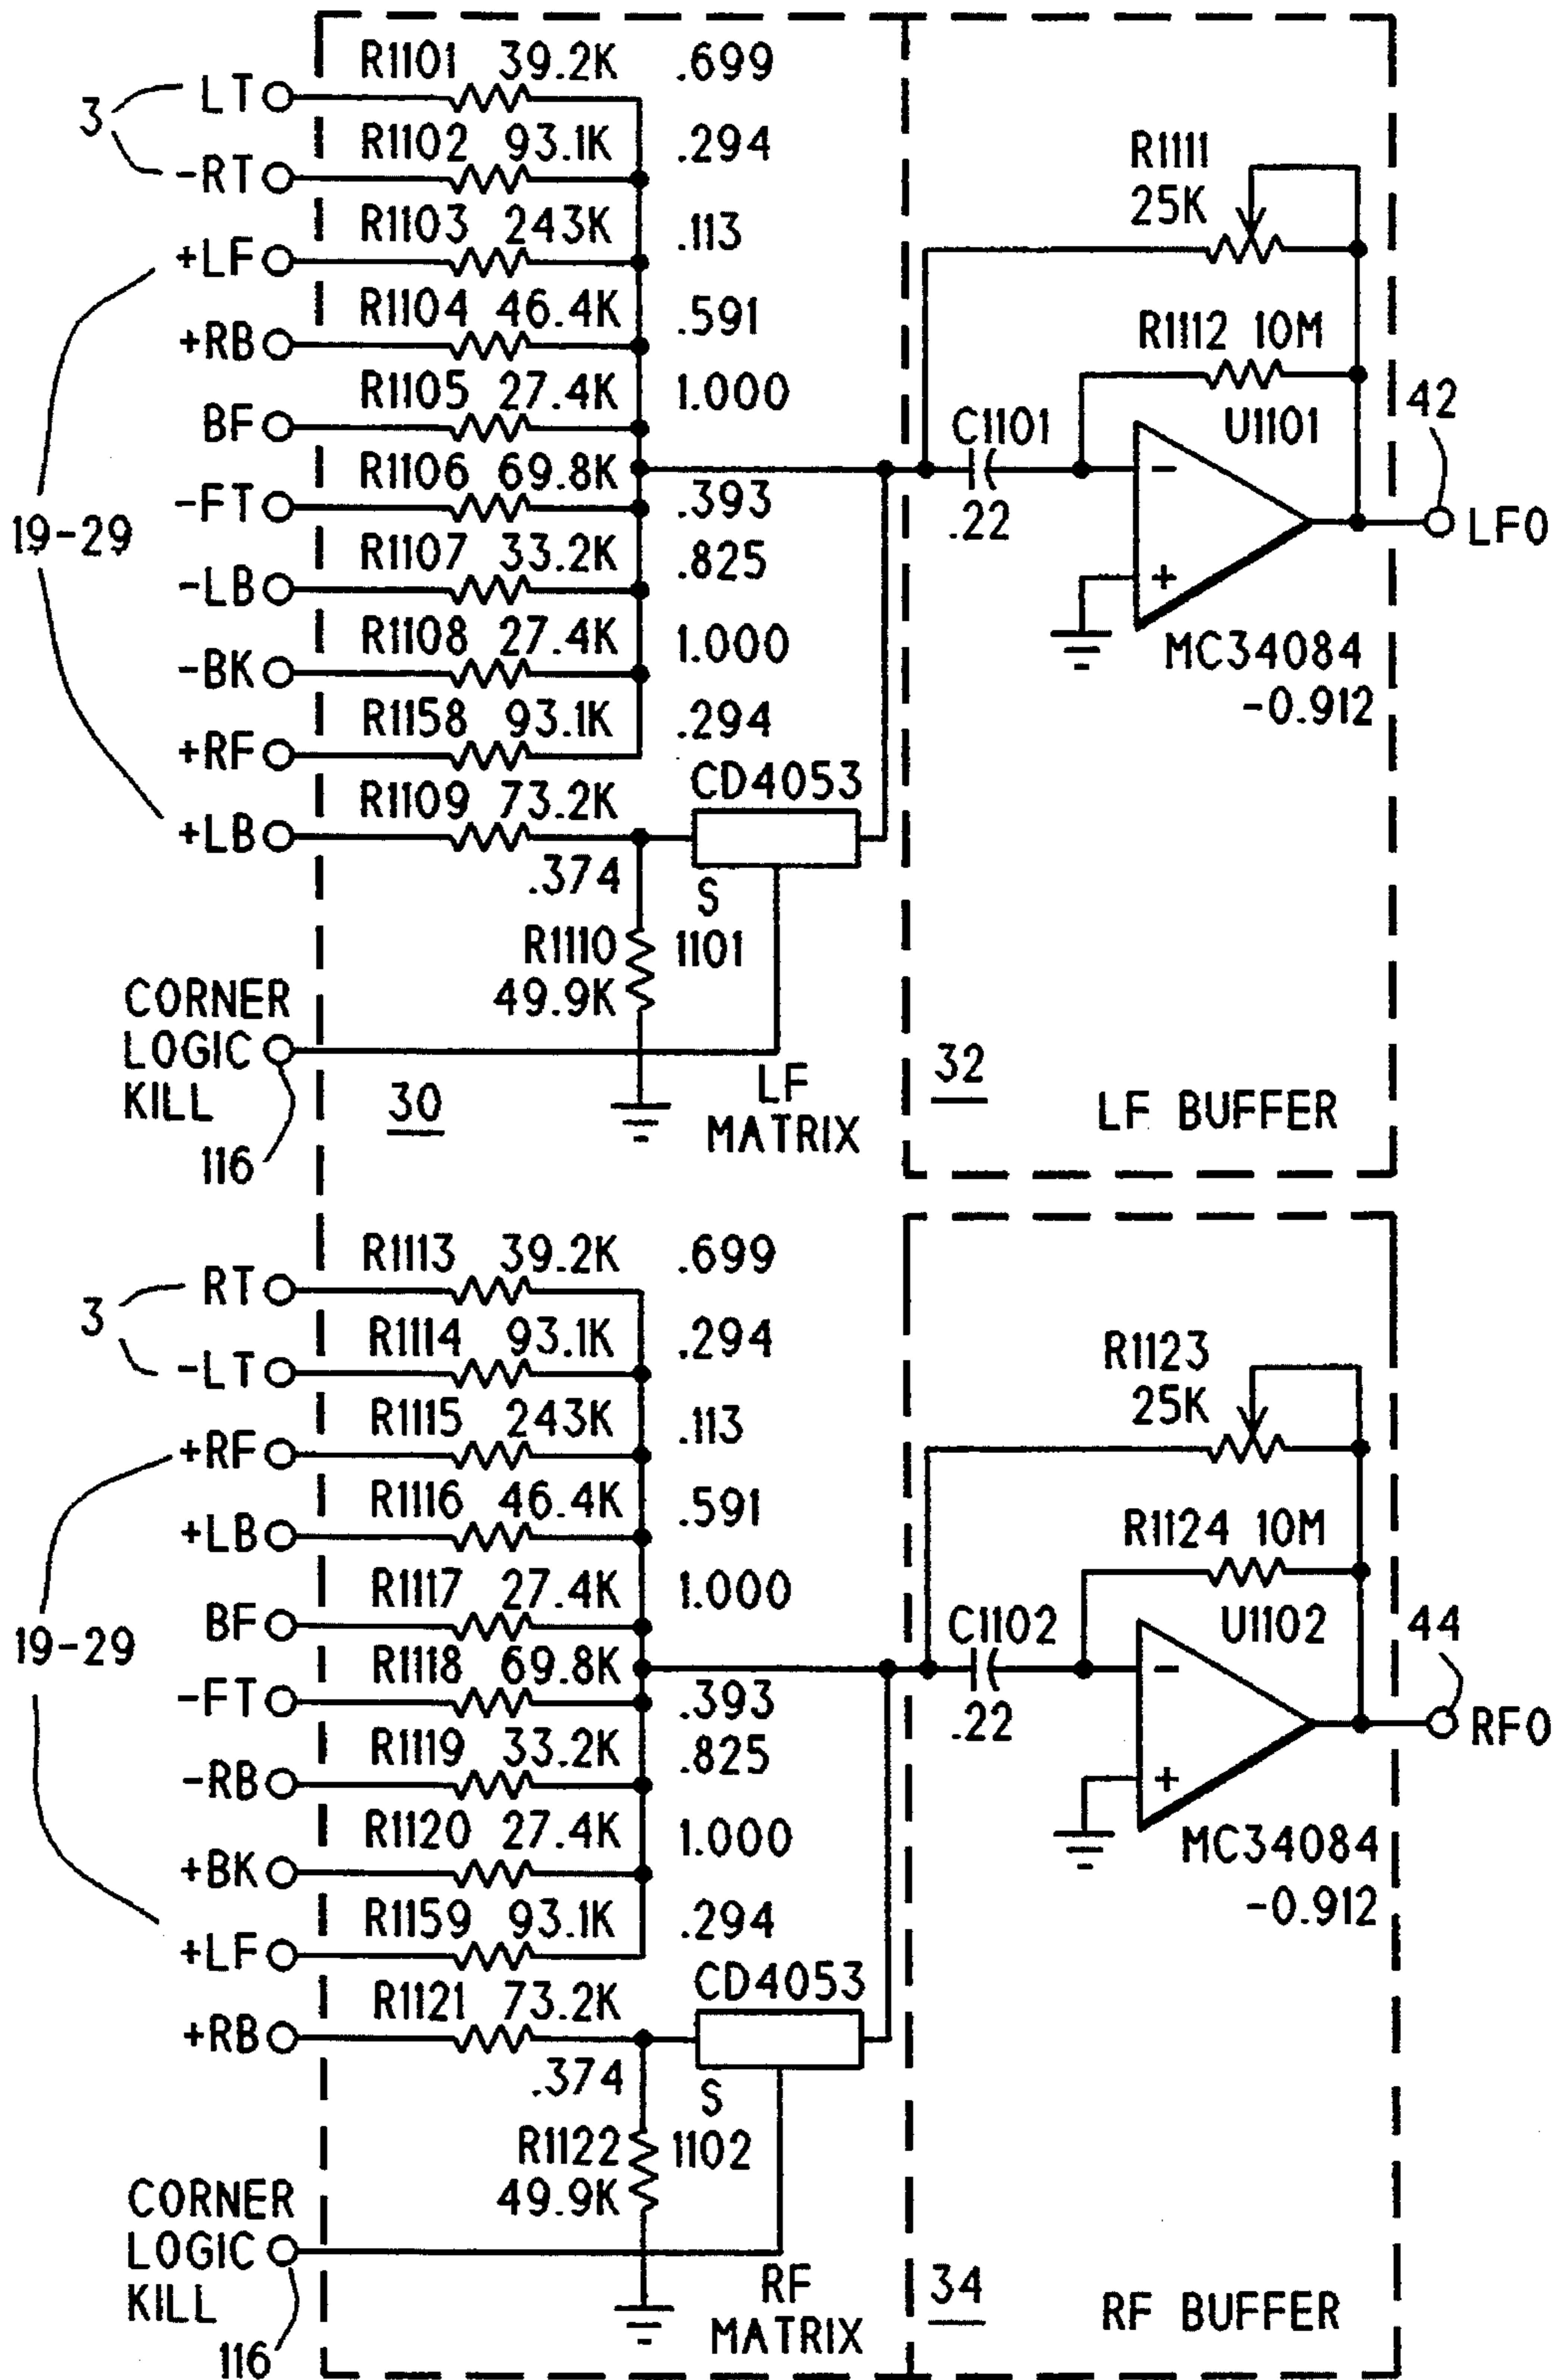 R1101 39.2K .699
3 LT
R1102 93.1K .294
-RT
R1103 243K .113
+LF
R1104 46.4K .591
+RB
R1105 27.4K 1.000
BF
R1106 69.8K .393
-FT
19-29
R1107 33.2K .825
-LB
R1108 27.4K 1.000
-BK
R1158 93.1K .294
+RF
R1109 73.2K CD4053
+LB
.374 S
R1110 1101
49.9K
CORNER
LOGIC
KILL
116
30
LF
MATRIX
R1111
25K
R1112 10M
C1101 U1101 42
.22
-
+
LFO
MC34084
-0.912
32
LF BUFFER
R1113 39.2K .699
3 RT
R1114 93.1K .294
-LT
R1115 243K .113
+RF
R1116 46.4K .591
+LB
R1117 27.4K 1.000
BF
R1118 69.8K .393
-FT
19-29
R1119 33.2K .825
-RB
R1120 27.4K 1.000
+BK
R1159 93.1K .294
+LF
R1121 73.2K CD4053
+RB
.374 S
R1122 1102
49.9K
CORNER
LOGIC
KILL
116
RF
MATRIX
R1123
25K
R1124 10M
C1102 U1102 44
.22
-
+
RFO
MC34084
-0.912
34
RF BUFFER